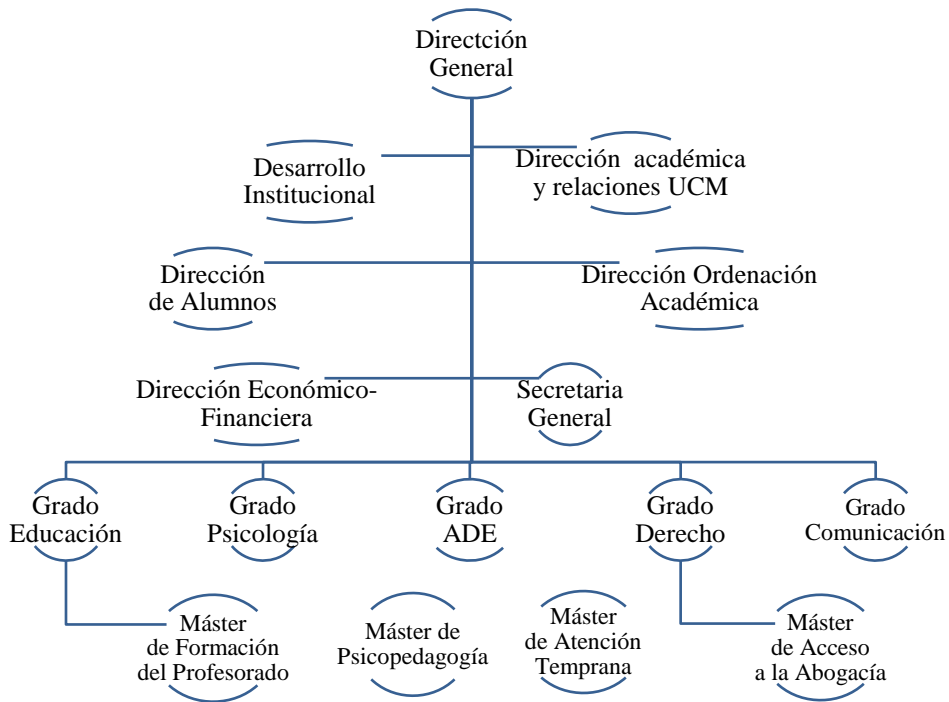 Directción
General
Desarrollo
Institucional
Dirección académica
y relaciones UCM
Dirección
de Alumnos
Dirección Ordenación
Académica
Dirección Económico-
Financiera
Secretaria
General
Grado
Educación
Grado
Psicología
Grado
ADE
Grado
Derecho
Grado
Comunicación
Máster
de Formación
del Profesorado
Máster de
Psicopedagogía
Máster
de Atención
Temprana
Máster
de Acceso
a la Abogacía